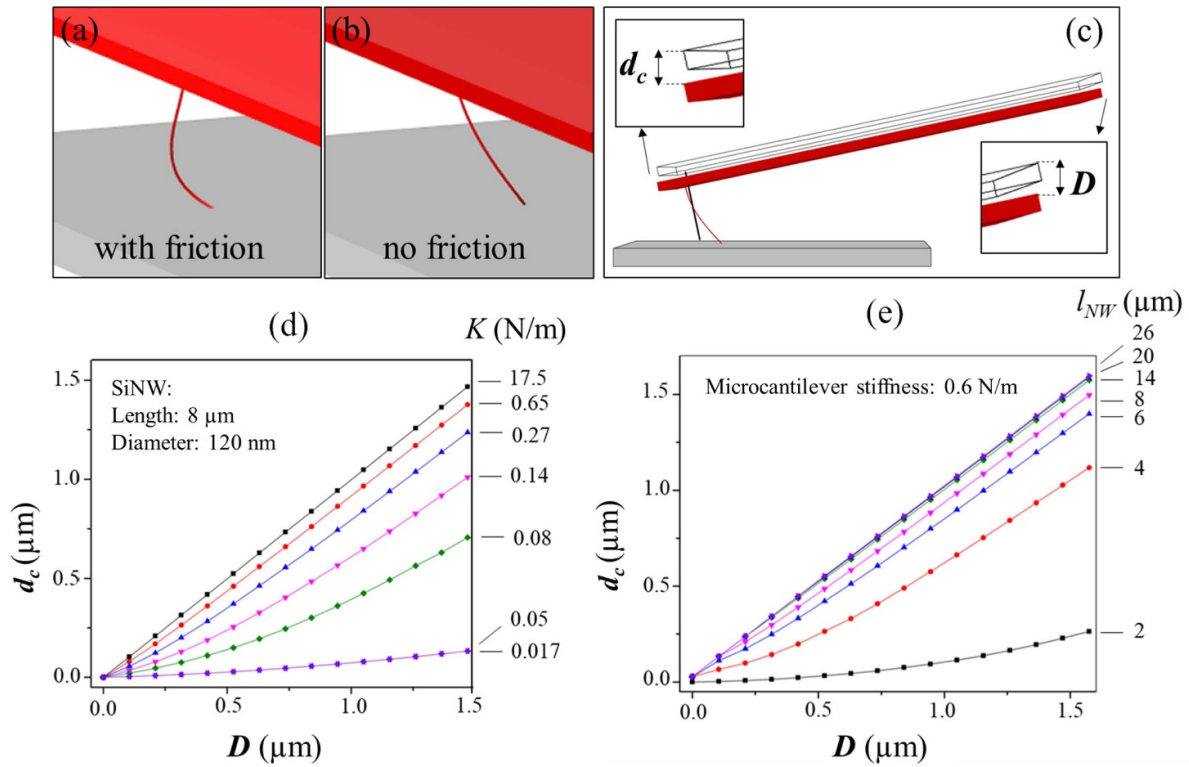 (a)
with friction
(b)
no friction
(c)
d_c
D
(d)
K (N/m)
SiNW:
Length: 8 µm
Diameter: 120 nm
17.5
0.65
0.27
0.14
0.08
0.05
0.017
1.5
1.0
0.5
0.0
d_c (µm)
0.0 0.5 1.0 1.5
D (µm)
(e)
l_NW (µm)
26
20
14
8
6
4
2
Microcantilever stiffness: 0.6 N/m
1.5
1.0
0.5
0.0
d_c (µm)
0.0 0.5 1.0 1.5
D (µm)